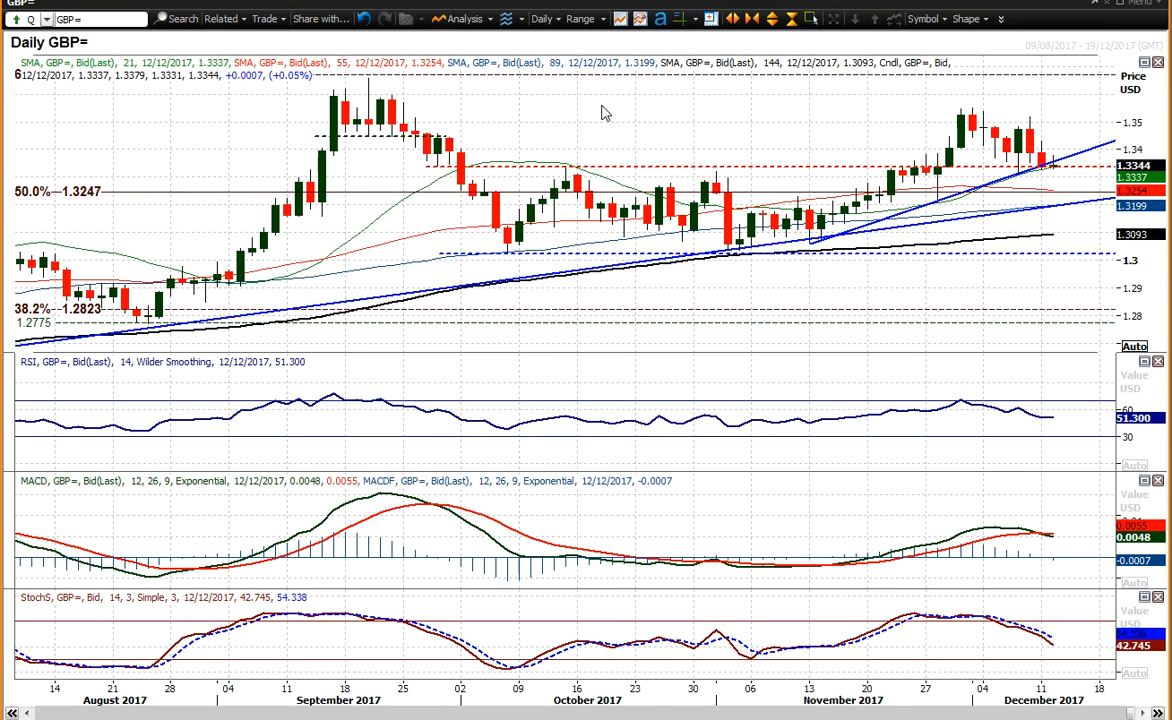 GBP=
Menu
Q GBP= Search Related Trade Share with... Analysis Daily Range a Symbol Shape
Daily GBP=
09/08/2017 - 19/12/2017 (GMT)
SMA, GBP=, Bid(Last), 21, 12/12/2017, 1.3337, SMA, GBP=, Bid(Last), 55, 12/12/2017, 1.3254, SMA, GBP=, Bid(Last), 89, 12/12/2017, 1.3199, SMA, GBP=, Bid(Last), 144, 12/12/2017, 1.3093, Cndl, GBP=, Bid,
12/12/2017, 1.3337, 1.3379, 1.3331, 1.3344, +0.0007, (+0.05%)
Price
USD
1.35
1.34
1.3344
1.3337
50.0% 1.3247
1.3254
1.3199
1.3093
1.3
1.29
38.2% 1.2823
1.28
1.2775
Auto
RSI, GBP=, Bid(Last), 14, Wilder Smoothing, 12/12/2017, 51.300
Value
USD
60
51.300
30
Auto
MACD, GBP=, Bid(Last), 12, 26, 9, Exponential, 12/12/2017, 0.0048, 0.0055, MACDF, GBP=, Bid(Last), 12, 26, 9, Exponential, 12/12/2017, -0.0007
Value
USD
0.0055
0.0048
-0.0007
Auto
StochS, GBP=, Bid, 14, 3, Simple, 3, 12/12/2017, 42.745, 54.338
Value
USD
54.338
42.745
Auto
14 21 28 04 11 18 25 02 09 16 23 30 06 13 20 27 04 11 18
August 2017 September 2017 October 2017 November 2017 December 2017